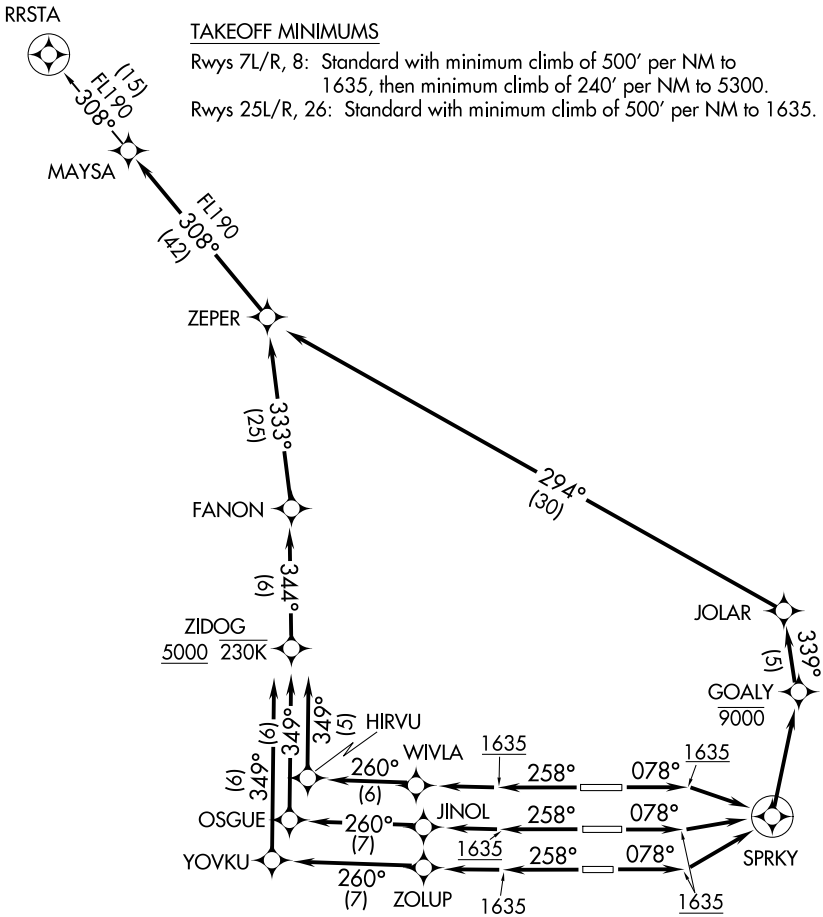 RRSTA
TAKEOFF MINIMUMS
Rwys 7L/R, 8: Standard with minimum climb of 500' per NM to
1635, then minimum climb of 240' per NM to 5300.
Rwys 25L/R, 26: Standard with minimum climb of 500' per NM to 1635.
(15)
FL190
308°
MAYSA
FL190
308°
(42)
ZEPER
333°
(25)
294°
(30)
FANON
344°
(6)
JOLAR
339°
(5)
ZIDOG
5000 230K
GOALY
9000
349°
(6)
349°
(6)
349°
(5)
HIRVU
WIVLA
1635
1635
260°
(6)
258°
078°
OSGUE
JINOL
260°
(7)
258°
078°
1635
SPRKY
YOVKU
258°
078°
260°
(7)
ZOLUP
1635
1635